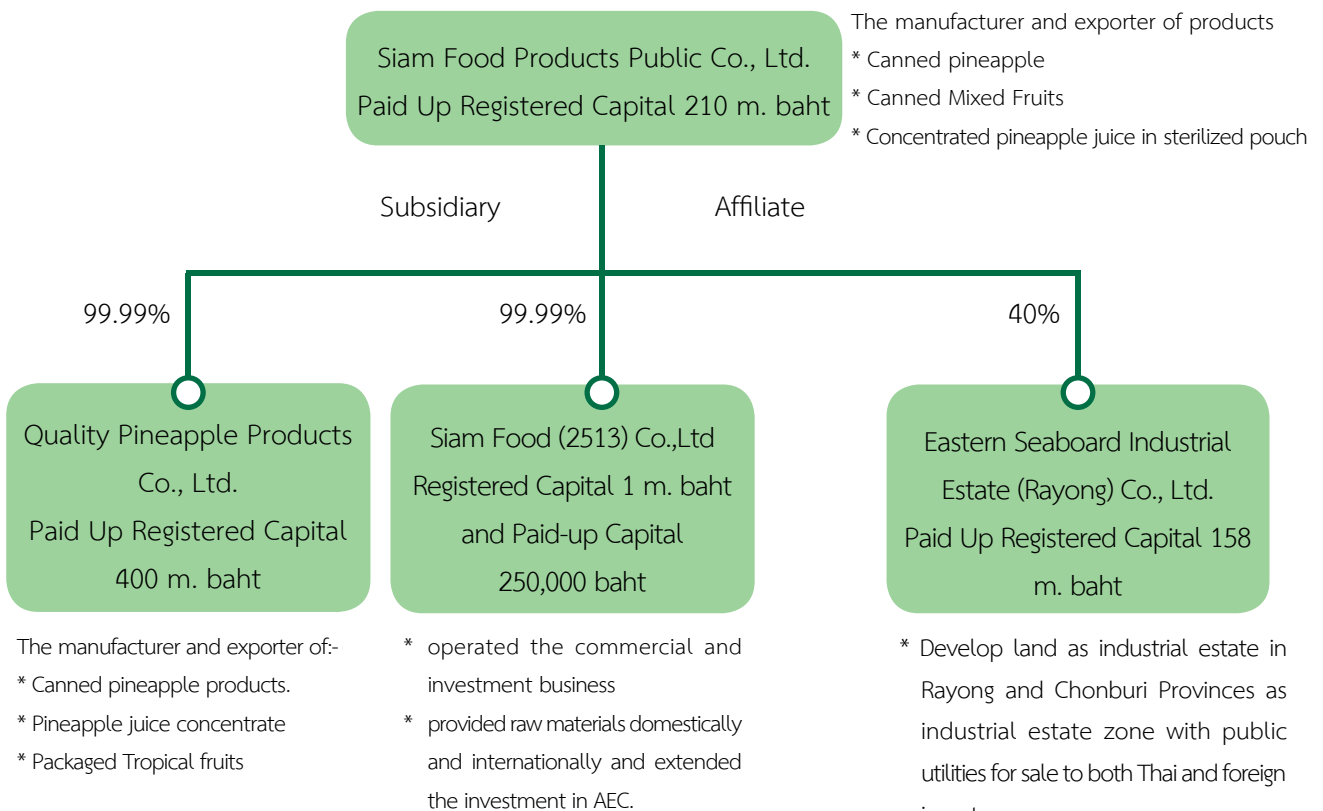 Siam Food Products Public Co., Ltd.
Paid Up Registered Capital 210 m. baht
The manufacturer and exporter of products
* Canned pineapple
* Canned Mixed Fruits
* Concentrated pineapple juice in sterilized pouch
Subsidiary
Affiliate
99.99%
99.99%
40%
Quality Pineapple Products
Co., Ltd.
Paid Up Registered Capital
400 m. baht
Siam Food (2513) Co.,Ltd
Registered Capital 1 m. baht
and Paid-up Capital
250,000 baht
Eastern Seaboard Industrial
Estate (Rayong) Co., Ltd.
Paid Up Registered Capital 158
m. baht
The manufacturer and exporter of:-
* Canned pineapple products.
* Pineapple juice concentrate
* Packaged Tropical fruits
* operated the commercial and
investment business
* provided raw materials domestically
and internationally and extended
the investment in AEC.
* Develop land as industrial estate in
Rayong and Chonburi Provinces as
industrial estate zone with public
utilities for sale to both Thai and foreign